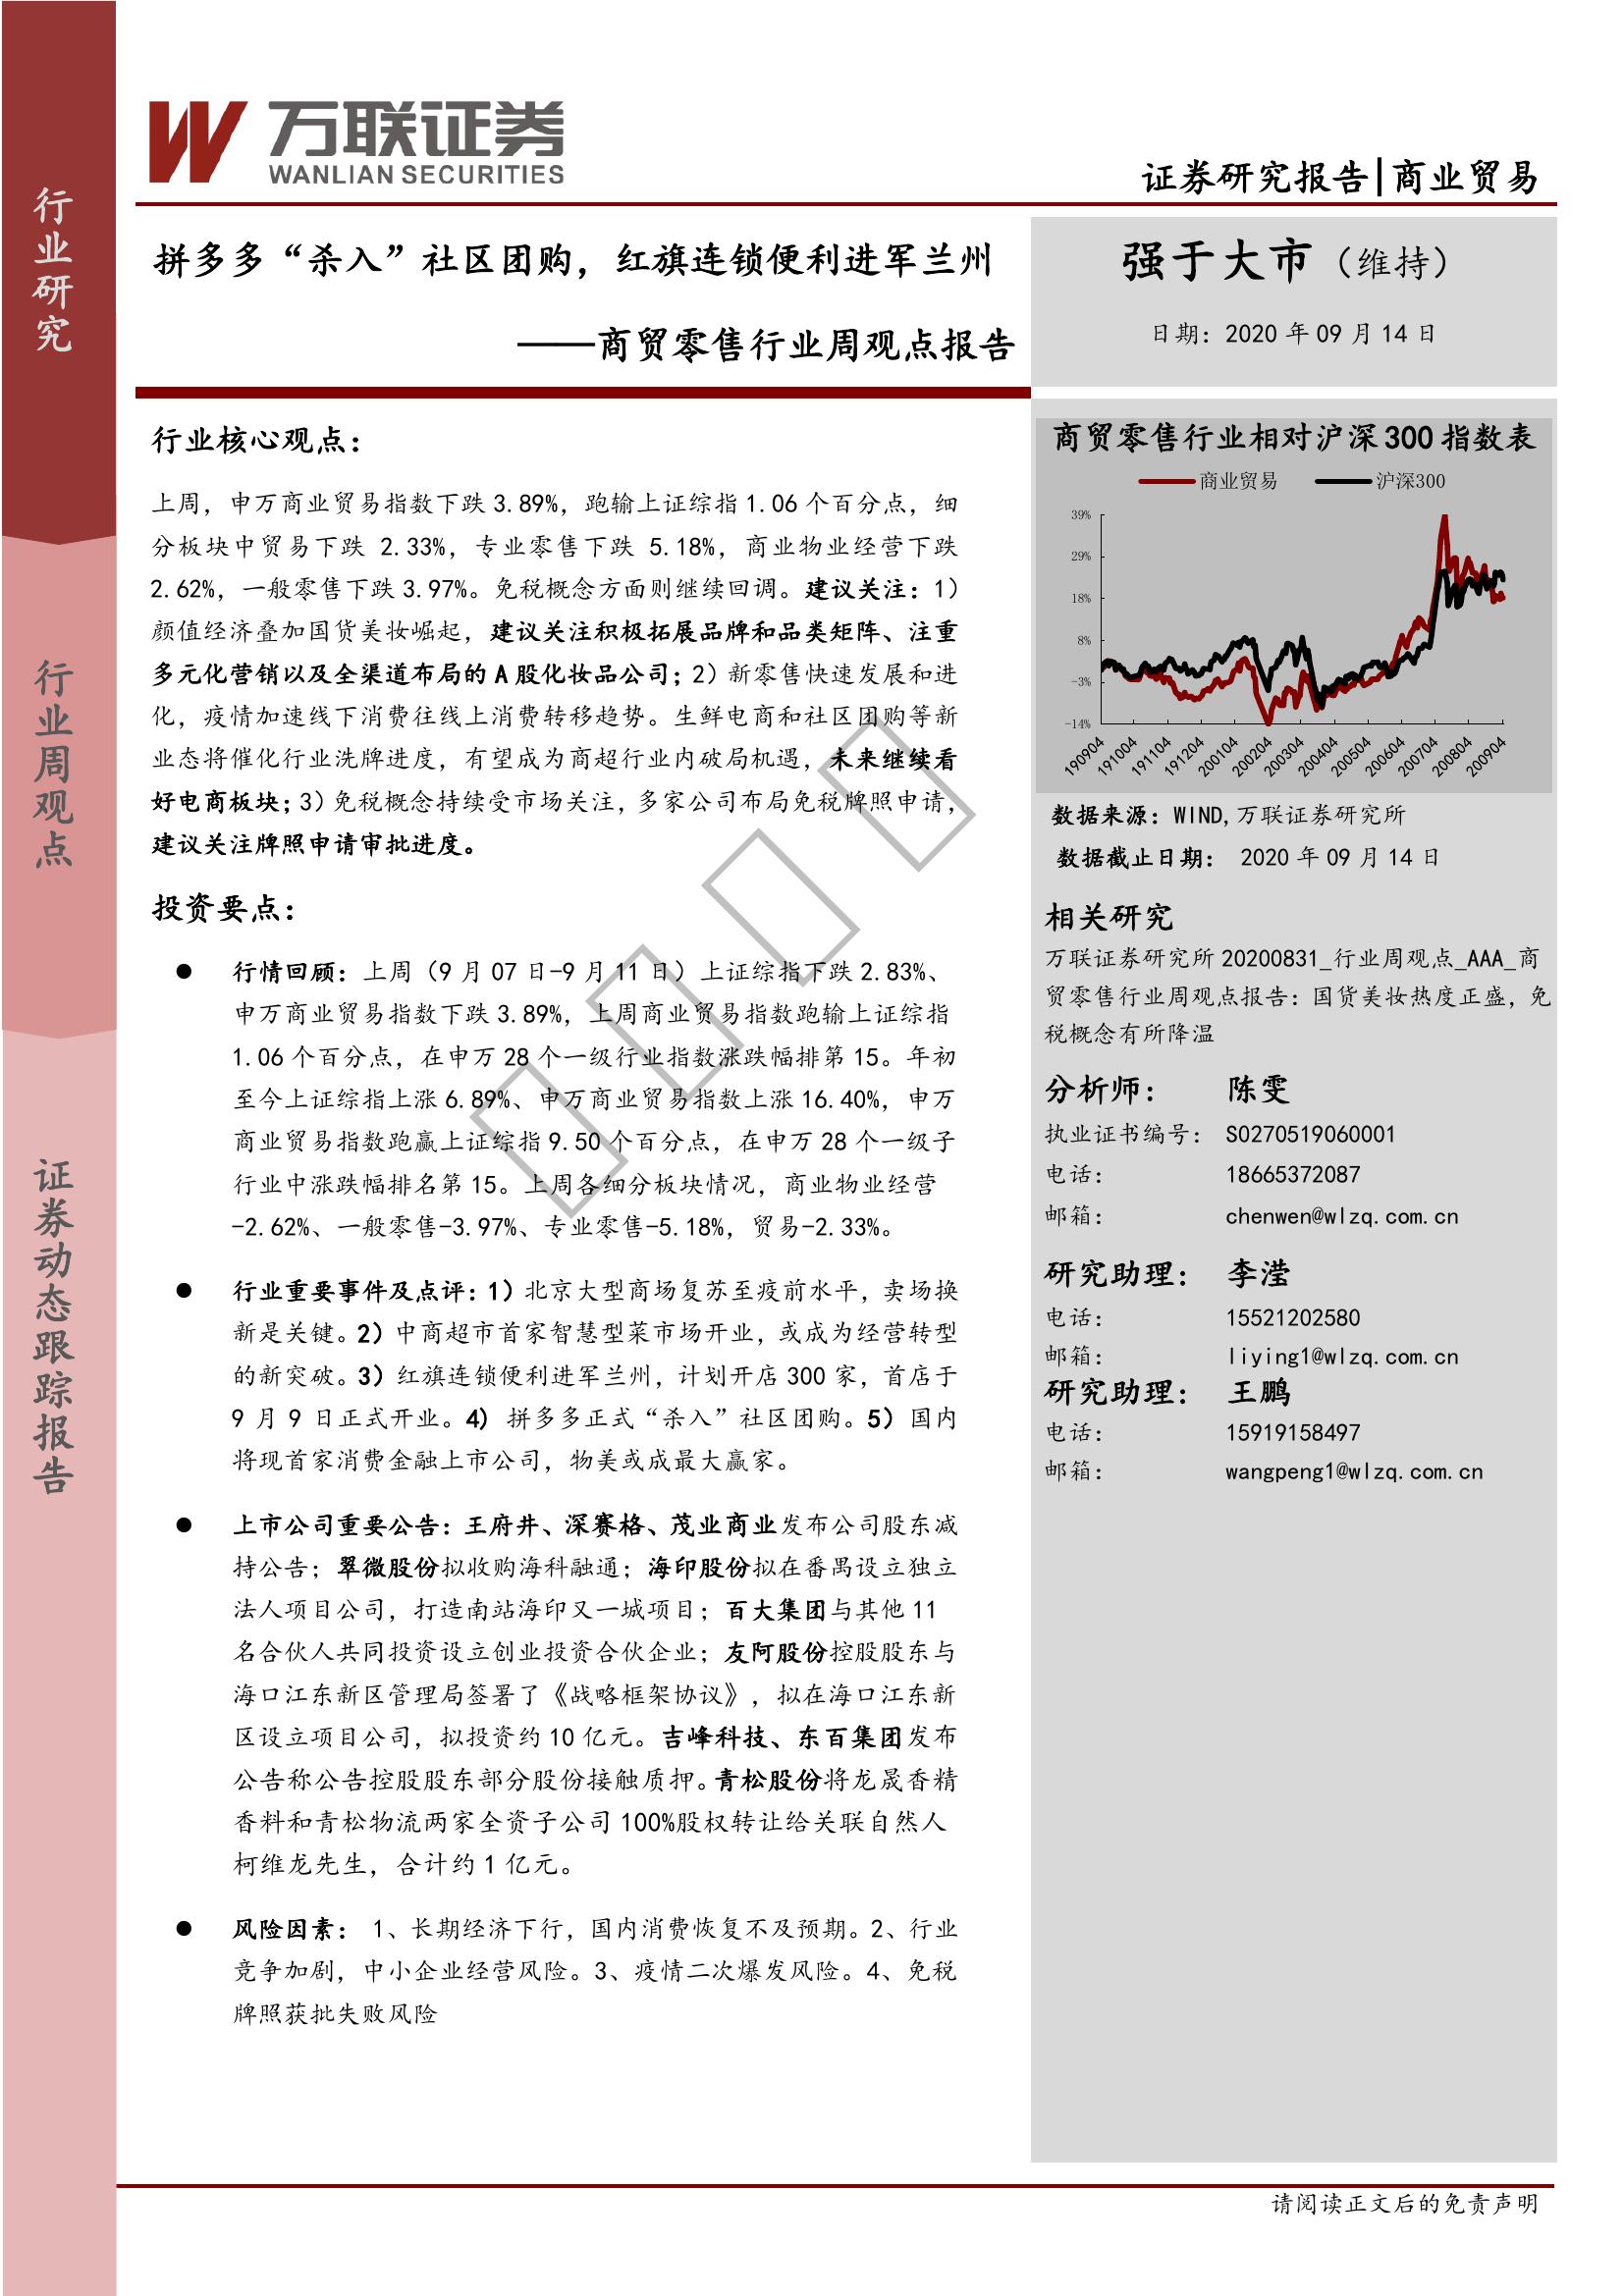 行业研究
行业周观点
证券动态跟踪报告
万联证券
WANLIAN SECURITIES
证券研究报告|商业贸易
拼多多“杀入”社区团购，红旗连锁便利进军兰州
——商贸零售行业周观点报告
强于大市（维持）
日期：2020 年 09 月 14 日
行业核心观点：
上周，申万商业贸易指数下跌 3.89%，跑输上证综指 1.06 个百分点，细
分板块中贸易下跌 2.33%，专业零售下跌 5.18%，商业物业经营下跌
2.62%，一般零售下跌 3.97%。免税概念方面则继续回调。建议关注：1）
颜值经济叠加国货美妆崛起，建议关注积极拓展品牌和品类矩阵、注重
多元化营销以及全渠道布局的 A 股化妆品公司；2）新零售快速发展和进
化，疫情加速线下消费往线上消费转移趋势。生鲜电商和社区团购等新
业态将催化行业洗牌进度，有望成为商超行业内破局机遇，未来继续看
好电商板块；3）免税概念持续受市场关注，多家公司布局免税牌照申请，
建议关注牌照申请审批进度。
投资要点：
● 行情回顾：上周（9 月 07 日-9 月 11 日）上证综指下跌 2.83%、
申万商业贸易指数下跌 3.89%，上周商业贸易指数跑输上证综指
1.06 个百分点，在申万 28 个一级行业指数涨跌幅排第 15。年初
至今上证综指上涨 6.89%、申万商业贸易指数上涨 16.40%，申万
商业贸易指数跑赢上证综指 9.50 个百分点，在申万 28 个一级子
行业中涨跌幅排名第 15。上周各细分板块情况，商业物业经营
-2.62%、一般零售-3.97%、专业零售-5.18%，贸易-2.33%。
● 行业重要事件及点评：1）北京大型商场复苏至疫前水平，卖场换
新是关键。2）中商超市首家智慧型菜市场开业，或成为经营转型
的新突破。3）红旗连锁便利进军兰州，计划开店 300 家，首店于
9 月 9 日正式开业。4）拼多多正式“杀入”社区团购。5）国内
将现首家消费金融上市公司，物美或成最大赢家。
● 上市公司重要公告：王府井、深赛格、茂业商业发布公司股东减
持公告；翠微股份拟收购海科融通；海印股份拟在番禺设立独立
法人项目公司，打造南站海印又一城项目；百大集团与其他 11
名合伙人共同投资设立创业投资合伙企业；友阿股份控股股东与
海口江东新区管理局签署了《战略框架协议》，拟在海口江东新
区设立项目公司，拟投资约 10 亿元。吉峰科技、东百集团发布
公告称公告控股股东部分股份接触质押。青松股份将龙晟香精
香料和青松物流两家全资子公司 100%股权转让给关联自然人
柯维龙先生，合计约 1 亿元。
● 风险因素： 1、长期经济下行，国内消费恢复不及预期。2、行业
竞争加剧，中小企业经营风险。3、疫情二次爆发风险。4、免税
牌照获批失败风险
商贸零售行业相对沪深 300 指数表
商业贸易 沪深300
39%
29%
18%
8%
-3%
-14%
190904 191004 191104 191204 200104 200204 200304 200404 200504 200604 200704 200804 200904
数据来源：WIND,万联证券研究所
数据截止日期： 2020 年 09 月 14 日
相关研究
万联证券研究所 20200831_行业周观点_AAA_商
贸零售行业周观点报告：国货美妆热度正盛，免
税概念有所降温
分析师： 陈雯
执业证书编号： S0270519060001
电话： 18665372087
邮箱： chenwen@wlzq.com.cn
研究助理： 李滢
电话： 15521202580
邮箱： liying1@wlzq.com.cn
研究助理： 王鹏
电话： 15919158497
邮箱： wangpeng1@wlzq.com.cn
请阅读正文后的免责声明